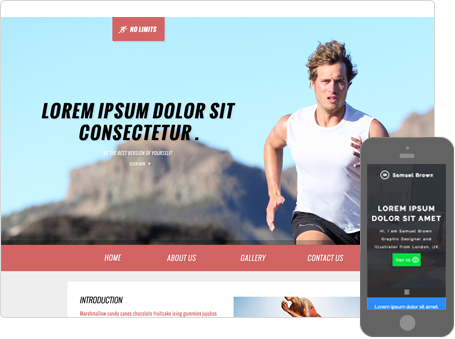 NO LIMITS
LOREM IPSUM DOLOR SIT
CONSECTETUR .
BE THE BEST VERSION OF YOURSELF!
HOME
ABOUT US
GALLERY
CONTACT US
INTRODUCTION
Marshmallow candy canes chocolate fruitcake icing gummies jujubes
Samuel Brown
LOREM IPSUM
DOLOR SIT AMET
Hi, I am Samuel Brown
Graphic Designer and
Illustrator from London, UK
Sign Up
Lorem ipsum dolor sit amet